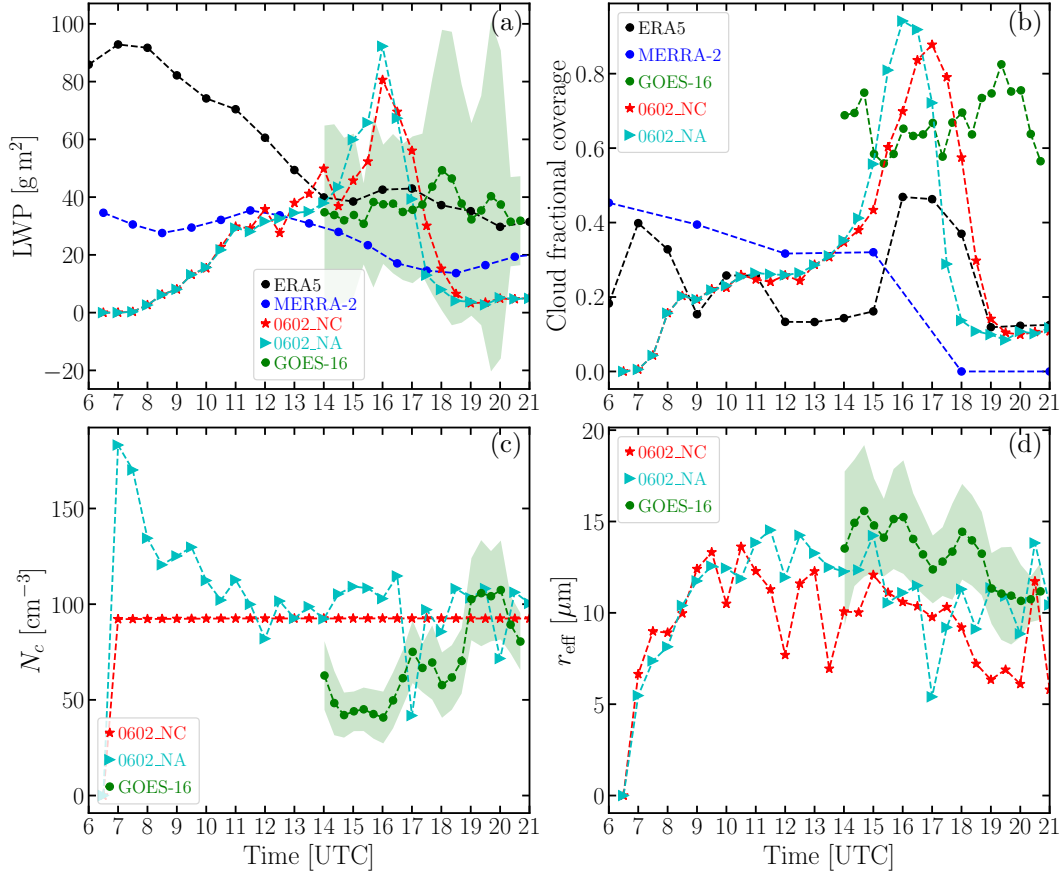 (a)
LWP [g m²]
100
80
60
40
20
0
−20
ERA5
MERRA-2
0602_NC
0602_NA
GOES-16
6 7 8 9 10 11 12 13 14 15 16 17 18 19 20 21
(b)
Cloud fractional coverage
0.8
0.6
0.4
0.2
0.0
ERA5
MERRA-2
GOES-16
0602_NC
0602_NA
6 7 8 9 10 11 12 13 14 15 16 17 18 19 20 21
(c)
N_c [cm⁻³]
150
100
50
0
0602_NC
0602_NA
GOES-16
6 7 8 9 10 11 12 13 14 15 16 17 18 19 20 21
Time [UTC]
(d)
r_eff [μm]
20
15
10
5
0
0602_NC
0602_NA
GOES-16
6 7 8 9 10 11 12 13 14 15 16 17 18 19 20 21
Time [UTC]